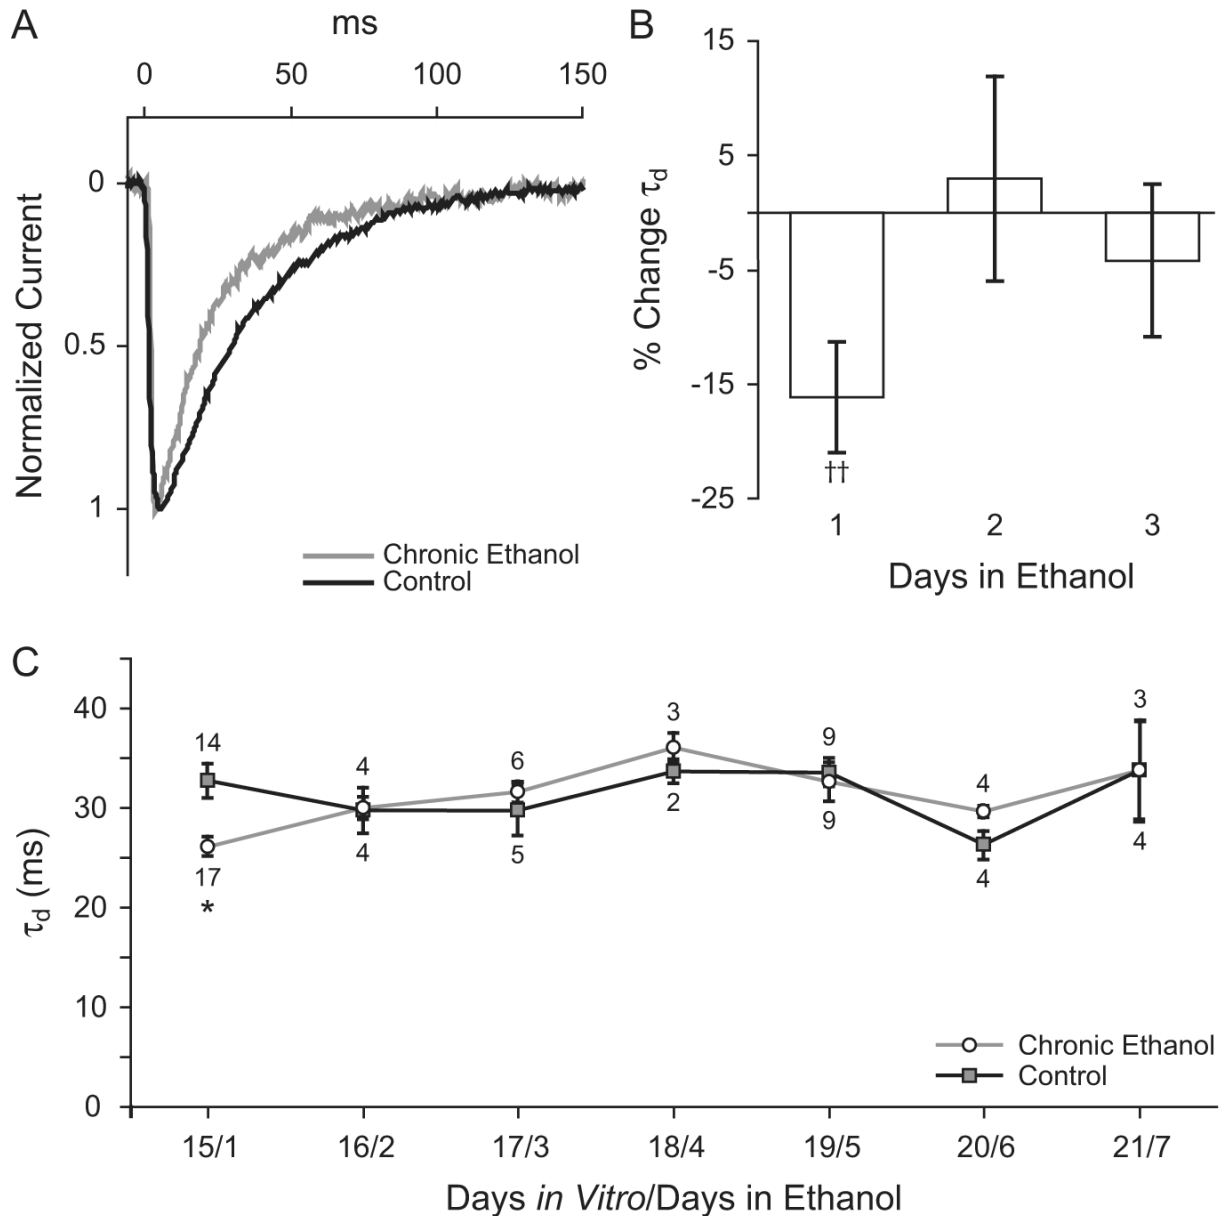 A
ms
0 50 100 150
Normalized Current
0
0.5
1
Chronic Ethanol
Control
B
% Change τd
15
5
-5
-15
-25
††
1 2 3
Days in Ethanol
C
τd (ms)
40
30
20
10
0
14 4 6 3 9 4 3
17 4 5 2 9 4 4
*
Chronic Ethanol
Control
15/1 16/2 17/3 18/4 19/5 20/6 21/7
Days in Vitro/Days in Ethanol